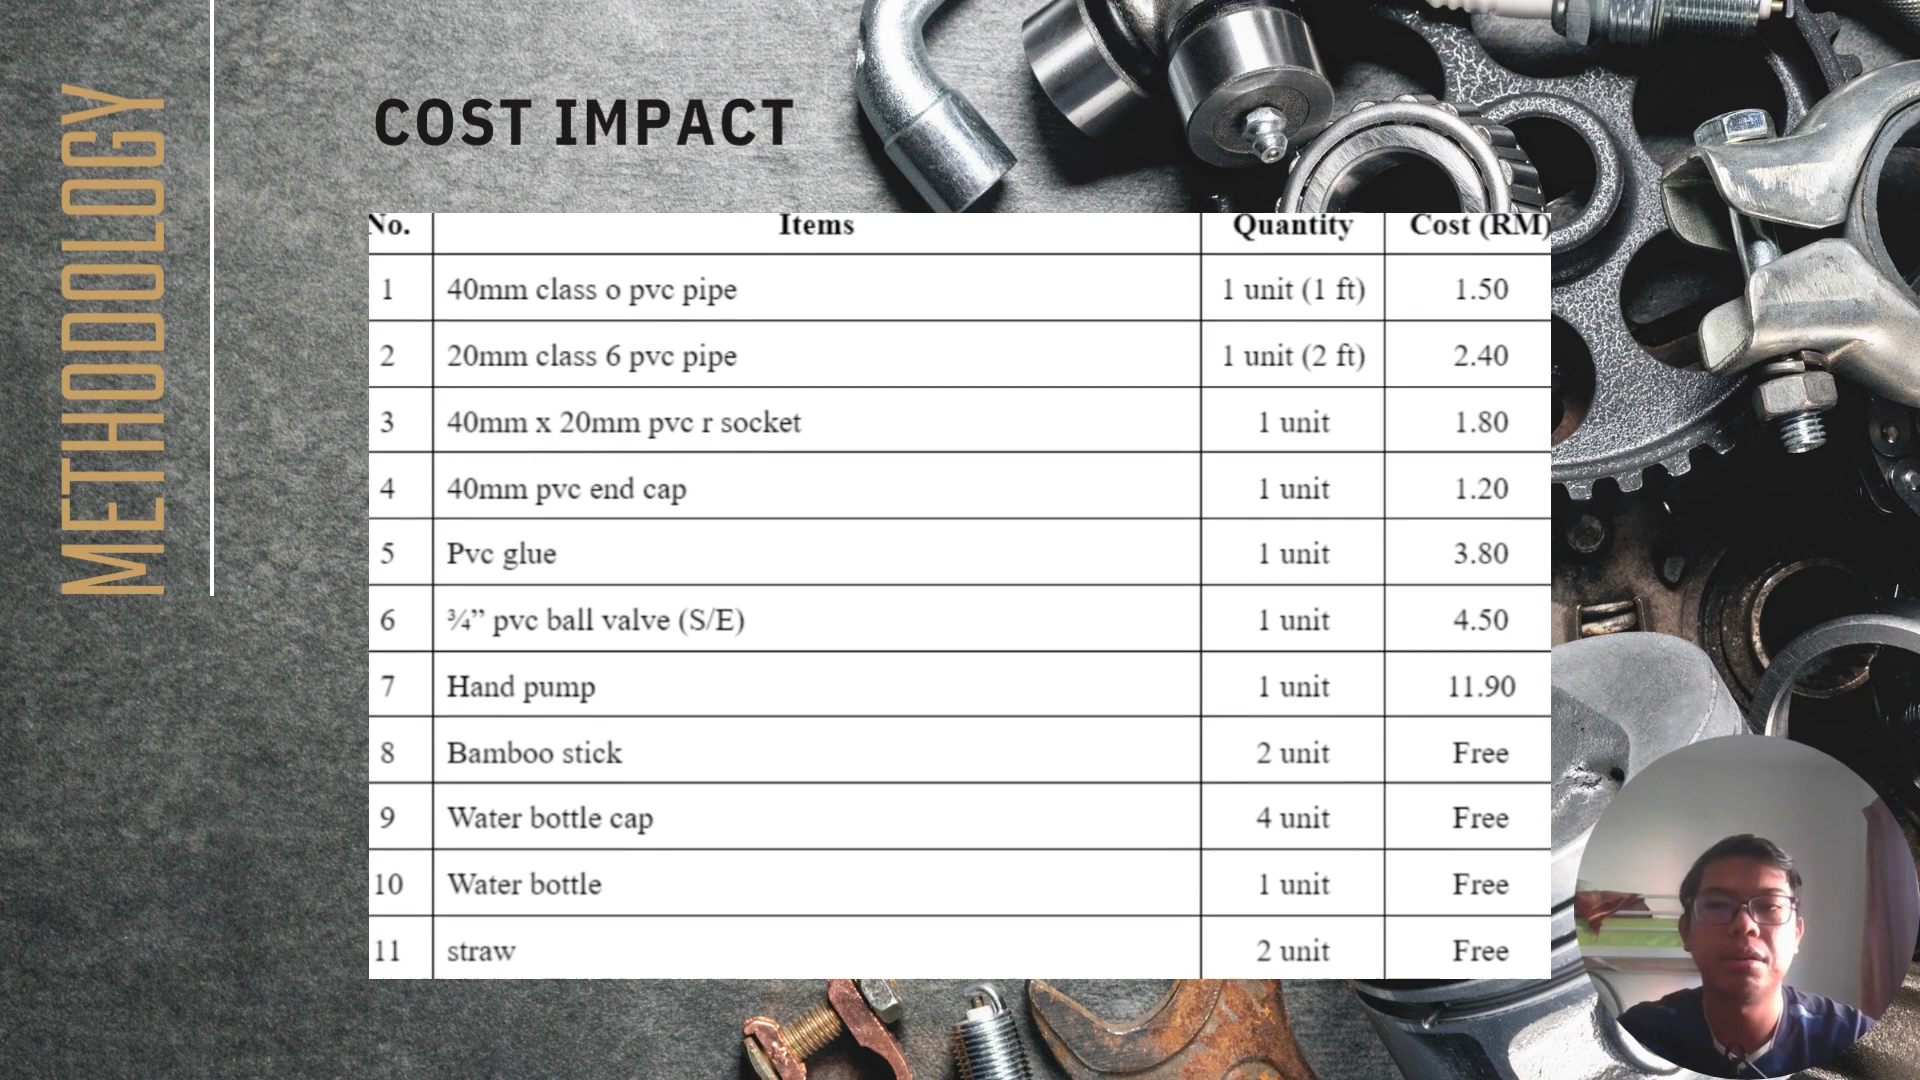 METHODOLOGY
COST IMPACT
No. Items Quantity Cost (RM)
1 40mm class o pvc pipe 1 unit (1 ft) 1.50
2 20mm class 6 pvc pipe 1 unit (2 ft) 2.40
3 40mm x 20mm pvc r socket 1 unit 1.80
4 40mm pvc end cap 1 unit 1.20
5 Pvc glue 1 unit 3.80
6 ¾” pvc ball valve (S/E) 1 unit 4.50
7 Hand pump 1 unit 11.90
8 Bamboo stick 2 unit Free
9 Water bottle cap 4 unit Free
10 Water bottle 1 unit Free
11 straw 2 unit Free